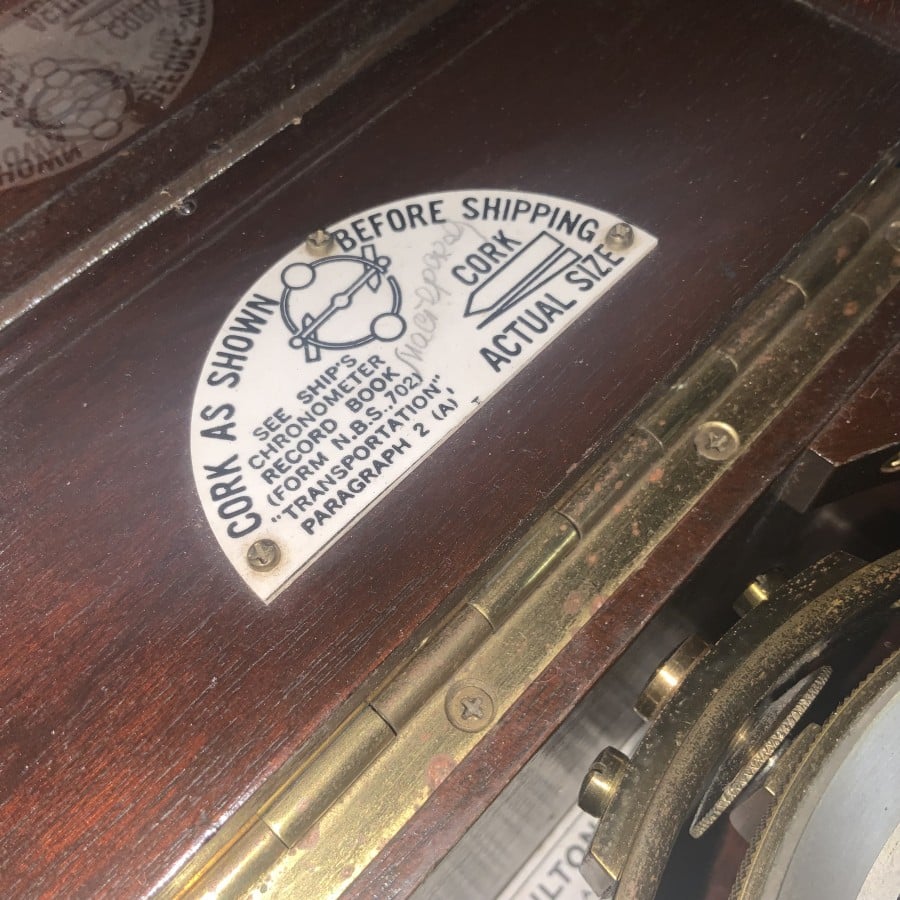 CORK AS SHOWN BEFORE SHIPPING
CORK
ACTUAL SIZE
SEE SHIP'S
CHRONOMETER
RECORD BOOK
(FORM N.B.S., 702)
"TRANSPORTATION"
PARAGRAPH 2 (A),